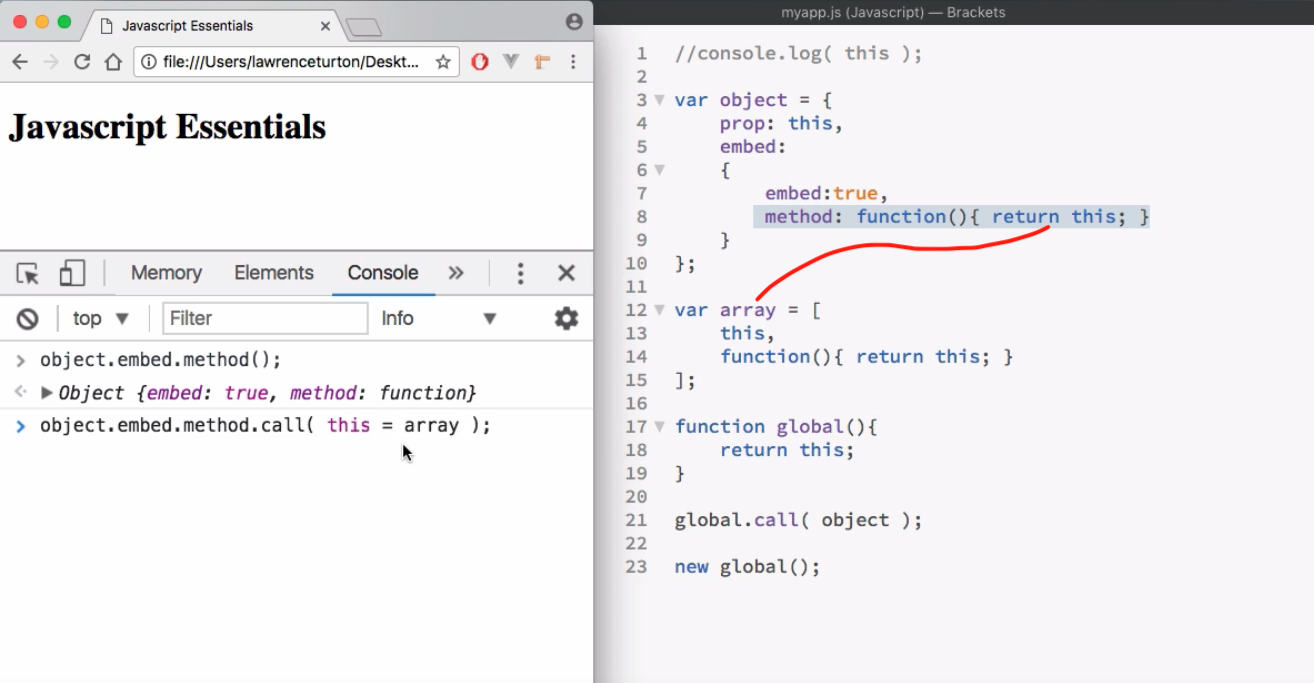 Javascript Essentials
file:///Users/lawrenceturton/Deskt...
Javascript Essentials
Memory Elements Console »
top Filter Info
object.embed.method();
Object {embed: true, method: function}
object.embed.method.call( this = array );
myapp.js (Javascript) — Brackets
1 //console.log( this );
2
3 var object = {
4 prop: this,
5 embed:
6 {
7 embed:true,
8 method: function(){ return this; }
9 }
10 };
11
12 var array = [
13 this,
14 function(){ return this; }
15 ];
16
17 function global(){
18 return this;
19 }
20
21 global.call( object );
22
23 new global();